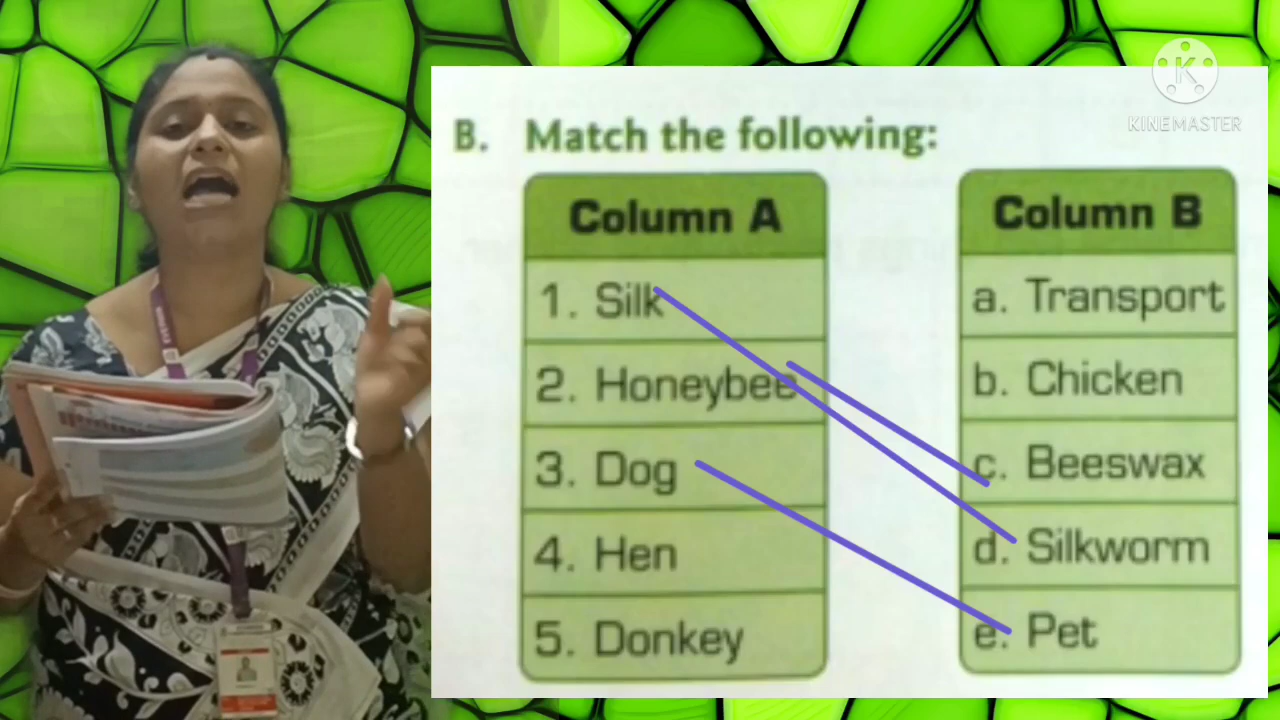 KINEMASTER
B. Match the following:
Column A
1. Silk
2. Honeybee
3. Dog
4. Hen
5. Donkey
Column B
a. Transport
b. Chicken
c. Beeswax
d. Silkworm
e. Pet